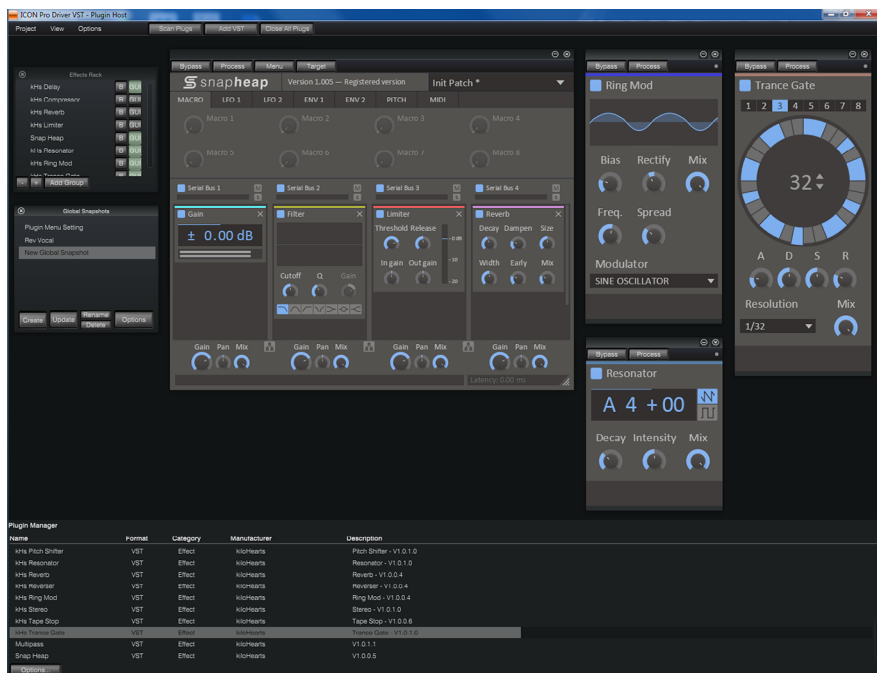 ICON Pro Driver VST - Plugin Host
Project View Options Scan Plugs Add VST Close All Plugs
Effects Rack
kHs Delay B GUI
kHs Compressor B GUI
kHs Reverb B GUI
kHs Limiter B GUI
Snap Heap B GUI
kHs Resonator B GUI
kHs Ring Mod B GUI
kHs Trance Gate B GUI
- + Add Group
Global Snapshots
Plugin Menu Setting
Rev Vocal
New Global Snapshot
Create Update Rename Delete Options
Bypass Process Menu Target
snapheap Version 1.005 — Registered version Init Patch *
MACRO LFO 1 LFO 2 ENV 1 ENV 2 PITCH MIDI
Macro 1 Macro 2 Macro 3 Macro 4
Macro 5 Macro 6 Macro 7 Macro 8
Serial Bus 1 M S Serial Bus 2 M S Serial Bus 3 M S Serial Bus 4 M S
Gain X Filter X Limiter X Reverb X
± 0.00 dB
Cutoff Q Gain
Threshold Release
In gain Out gain
-0 dB
-10
-20
Decay Dampen Size
Width Early Mix
Gain Pan Mix Gain Pan Mix Gain Pan Mix Gain Pan Mix
Latency: 0.00 ms
Bypass Process
Ring Mod
Bias Rectify Mix
Freq. Spread
Modulator
SINE OSCILLATOR
Bypass Process
Resonator
A 4 +00
Decay Intensity Mix
Bypass Process
Trance Gate
1 2 3 4 5 6 7 8
32
A D S R
Resolution Mix
1/32
Plugin Manager
Name Format Category Manufacturer Description
kHs Pitch Shifter VST Effect kiloHearts Pitch Shifter - V1.0.1.0
kHs Resonator VST Effect kiloHearts Resonator - V1.0.1.0
kHs Reverb VST Effect kiloHearts Reverb - V1.0.0.4
kHs Reverser VST Effect kiloHearts Reverser - V1.0.0.4
kHs Ring Mod VST Effect kiloHearts Ring Mod - V1.0.0.4
kHs Stereo VST Effect kiloHearts Stereo - V1.0.1.0
kHs Tape Stop VST Effect kiloHearts Tape Stop - V1.0.0.6
kHs Trance Gate VST Effect kiloHearts Trance Gate - V1.0.1.0
Multipass VST Effect kiloHearts V1.0.1.1
Snap Heap VST Effect kiloHearts V1.0.0.5
Options...